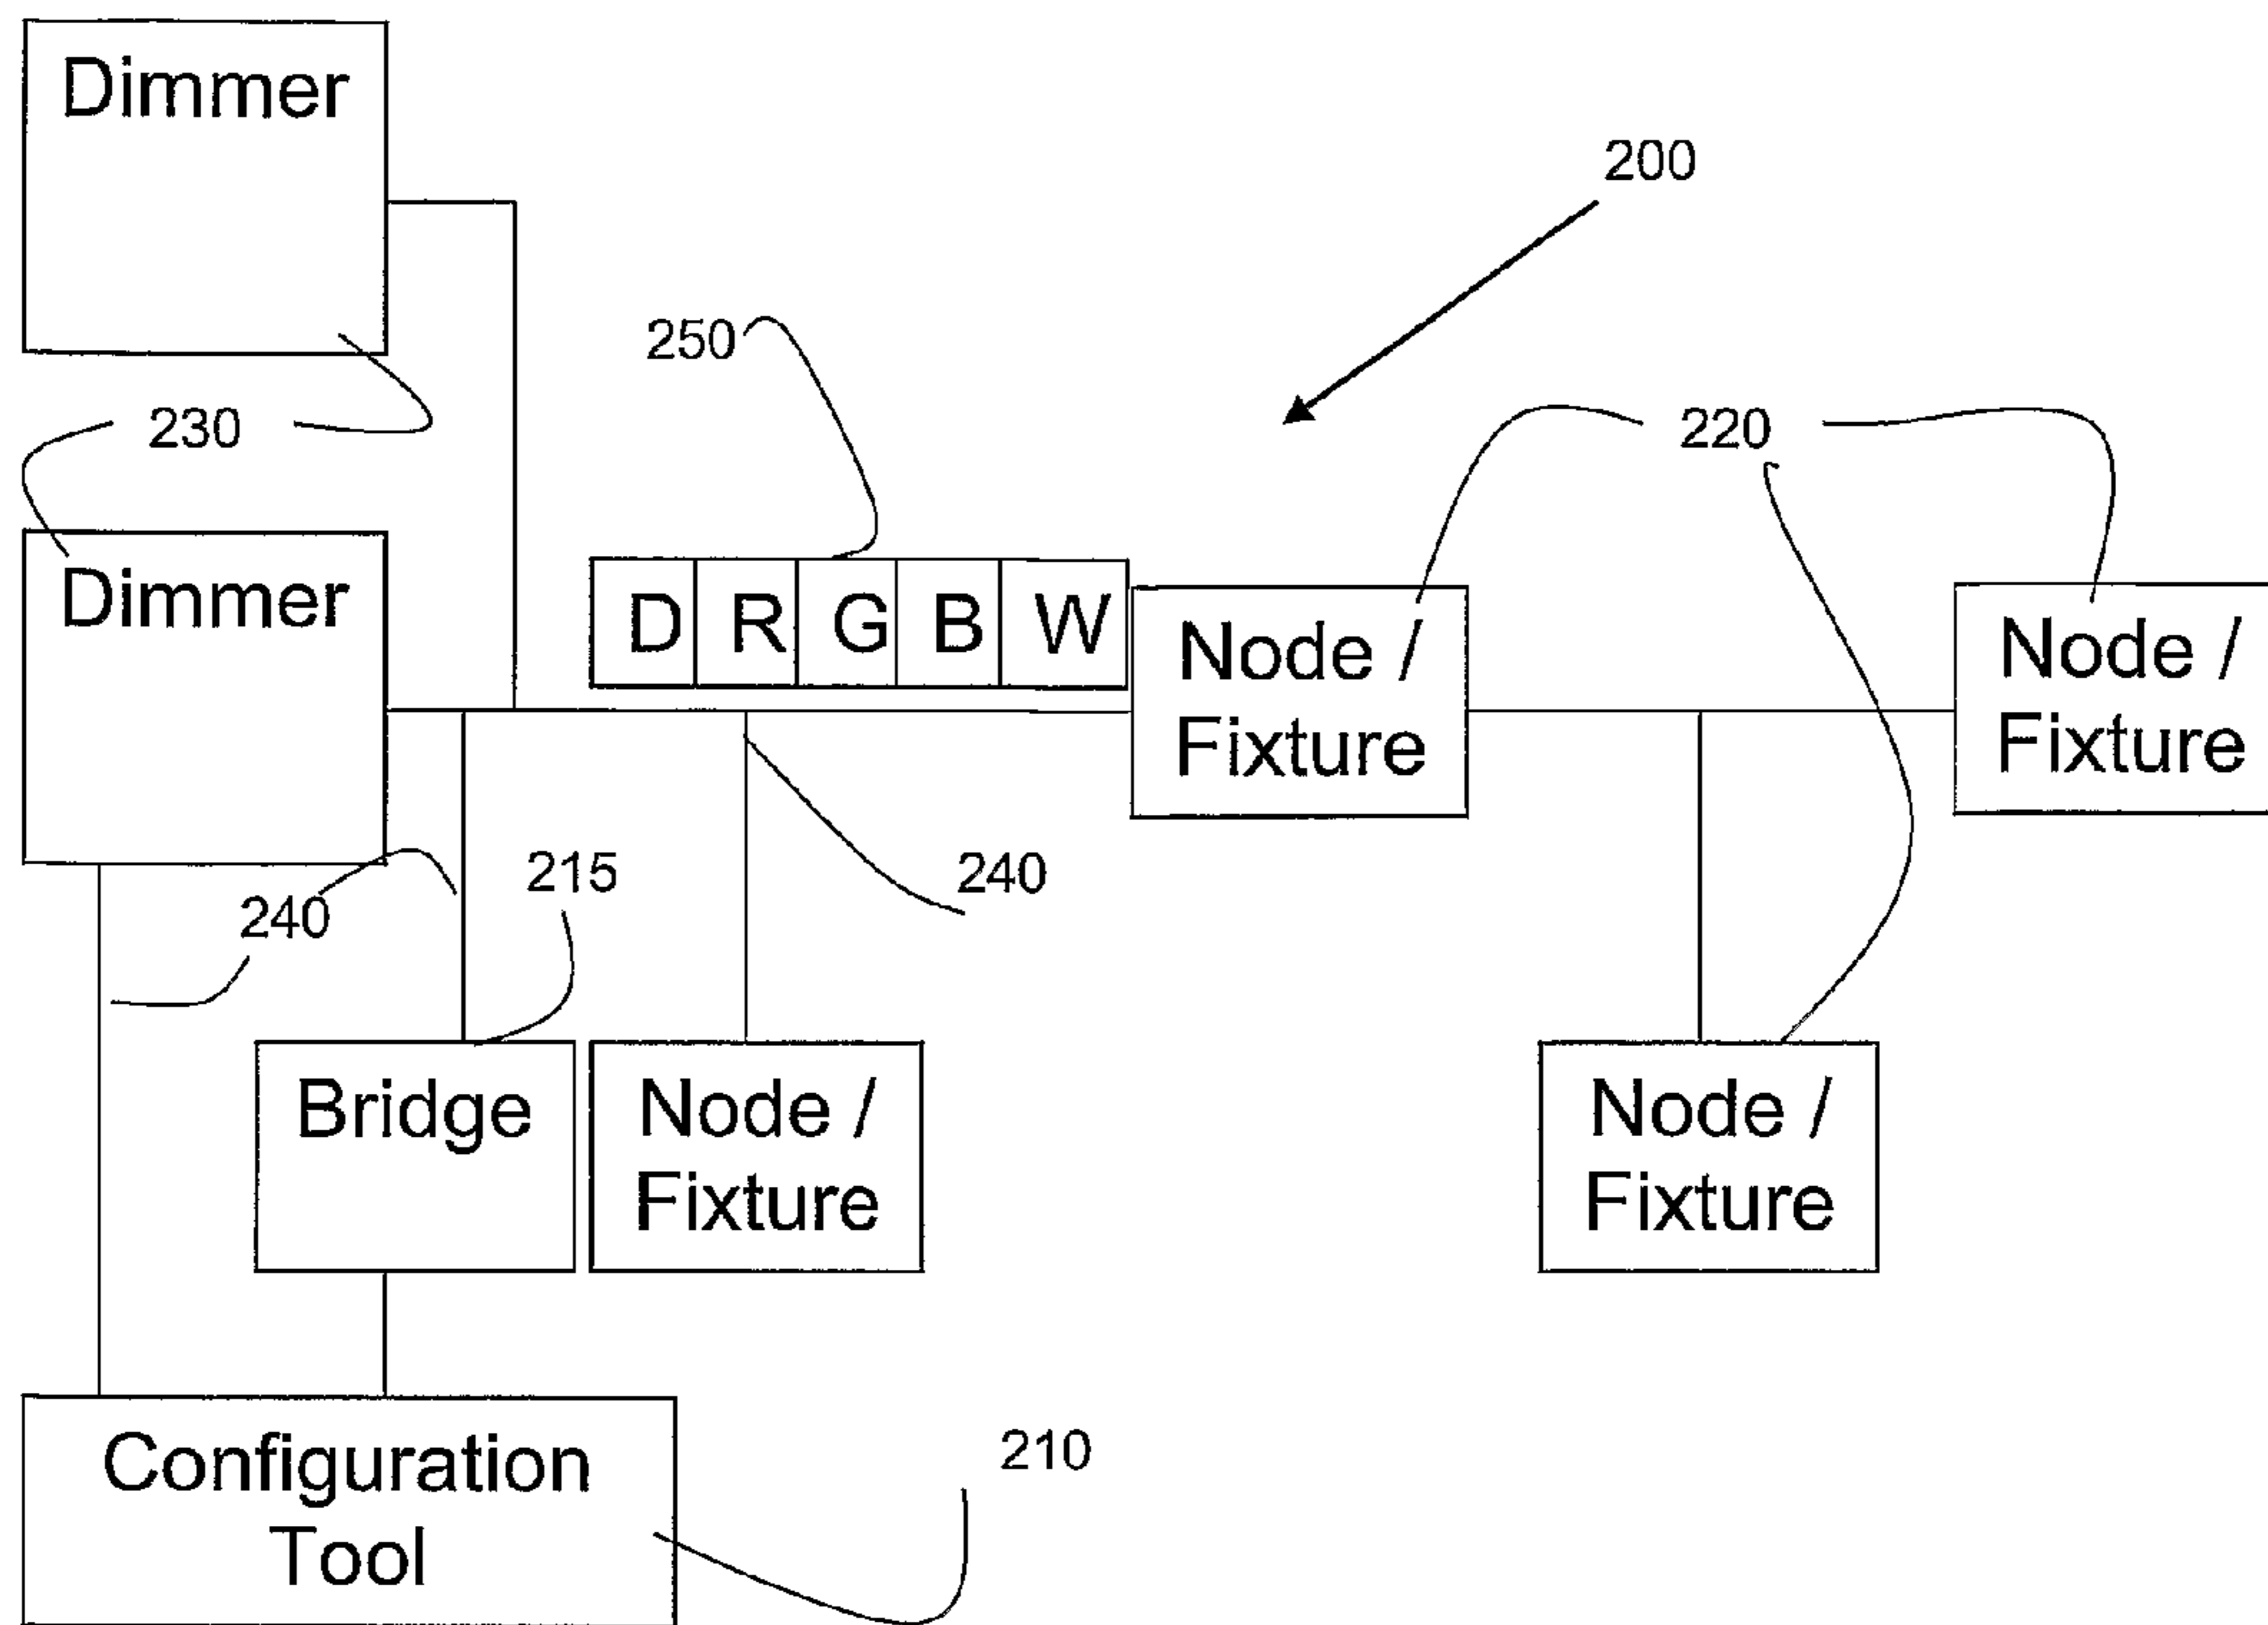 Dimmer
200
250
230
220
Dimmer
D R G B W
Node /
Fixture
Node /
Fixture
240
215
240
Bridge
Node /
Fixture
Node /
Fixture
Configuration
Tool
210